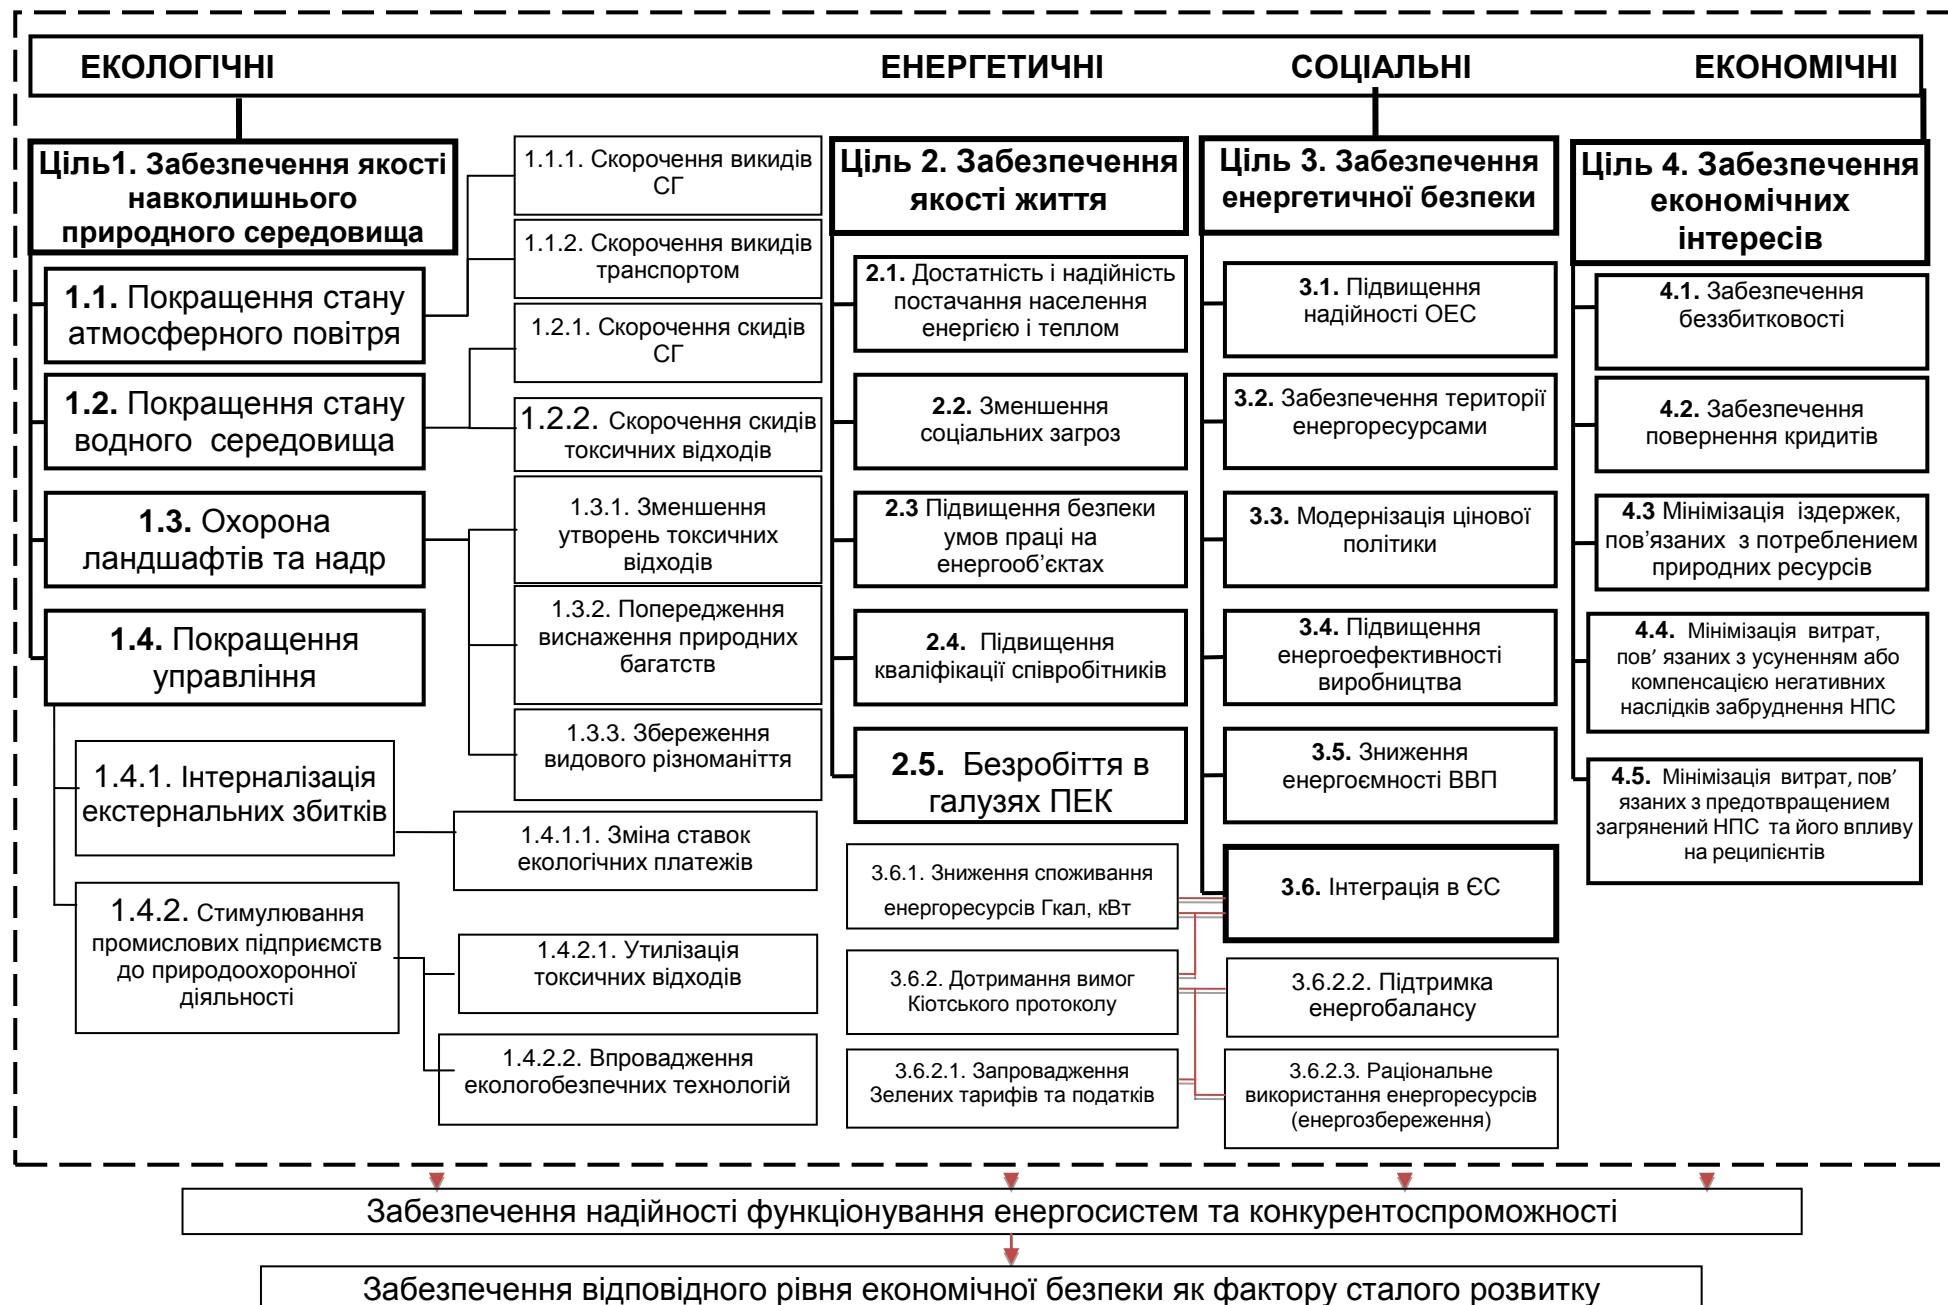 ЕКОЛОГІЧНІ ЕНЕРГЕТИЧНІ СОЦІАЛЬНІ ЕКОНОМІЧНІ
Ціль1. Забезпечення якості
навколишнього
природного середовища
1.1. Покращення стану
атмосферного повітря
1.2. Покращення стану
водного середовища
1.3. Охорона
ландшафтів та надр
1.4. Покращення
управління
1.4.1. Інтерналізація
екстернальних збитків
1.4.2. Стимулювання
промислових підприємств
до природоохоронної
діяльності
1.1.1. Скорочення викидів
СГ
1.1.2. Скорочення викидів
транспортом
1.2.1. Скорочення скидів
СГ
1.2.2. Скорочення скидів
токсичних відходів
1.3.1. Зменшення
утворень токсичних
відходів
1.3.2. Попередження
виснаження природних
багатств
1.3.3. Збереження
видового різноманіття
1.4.1.1. Зміна ставок
екологічних платежів
1.4.2.1. Утилізація
токсичних відходів
1.4.2.2. Впровадження
екологобезпечних технологій
Ціль 2. Забезпечення
якості життя
2.1. Достатність і надійність
постачання населення
енергією і теплом
2.2. Зменшення
соціальних загроз
2.3 Підвищення безпеки
умов праці на
енергооб’єктах
2.4. Підвищення
кваліфікації співробітників
2.5. Безробіття в
галузях ПЕК
3.6.1. Зниження споживання
енергоресурсів Гкал, кВт
3.6.2. Дотримання вимог
Кіотського протоколу
3.6.2.1. Запровадження
Зелених тарифів та податків
Ціль 3. Забезпечення
енергетичної безпеки
3.1. Підвищення
надійності ОЕС
3.2. Забезпечення території
енергоресурсами
3.3. Модернізація цінової
політики
3.4. Підвищення
енергоефективності
виробництва
3.5. Зниження
енергоємності ВВП
3.6. Інтеграція в ЄС
3.6.2.2. Підтримка
енергобалансу
3.6.2.3. Раціональне
використання енергоресурсів
(енергозбереження)
Ціль 4. Забезпечення
економічних
інтересів
4.1. Забезпечення
беззбитковості
4.2. Забезпечення
повернення кридитів
4.3 Мінімізація іздержек,
пов’язаних з потреблением
природних ресурсів
4.4. Мінімізація витрат,
пов’ язаних з усуненням або
компенсацією негативних
наслідків забруднення НПС
4.5. Мінімізація витрат, пов’
язаних з предотвращением
загрянений НПС та його впливу
на реципієнтів
Забезпечення надійності функціонування енергосистем та конкурентоспроможності
Забезпечення відповідного рівня економічної безпеки як фактору сталого розвитку